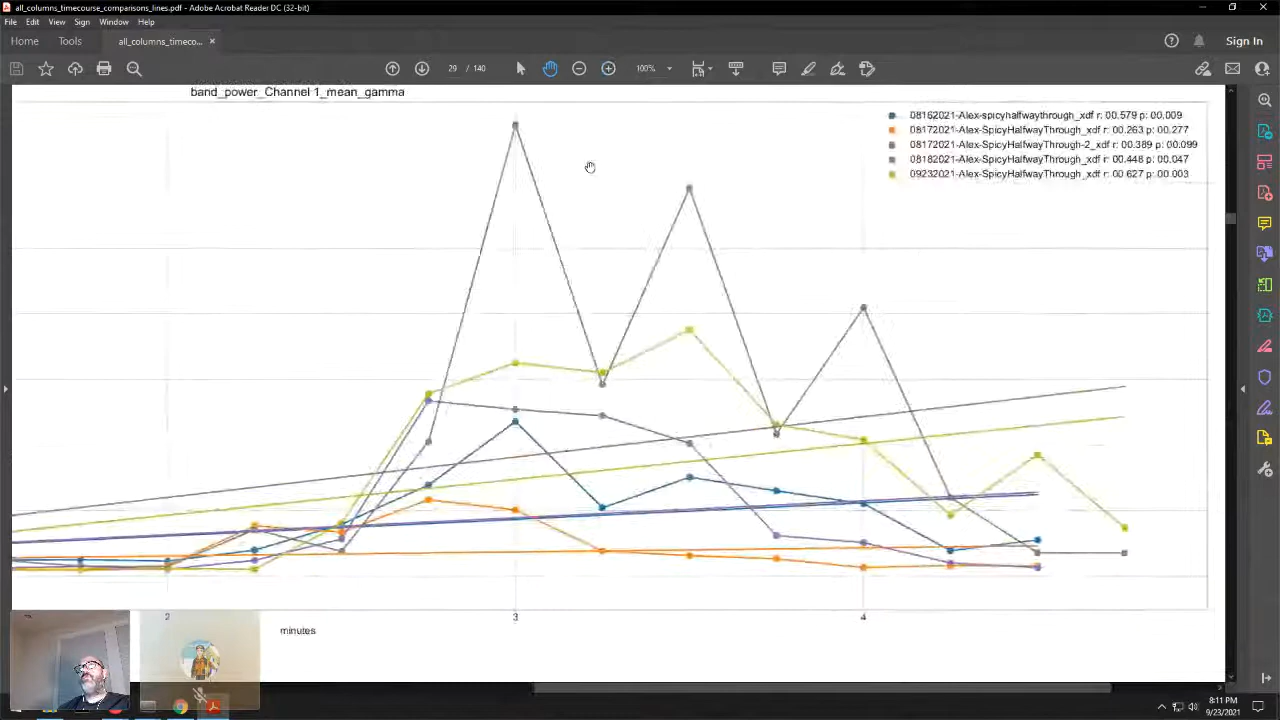 all_columns_timecourse_comparisons_lines.pdf - Adobe Acrobat Reader DC (32-bit)
File Edit View Sign Window Help
Home Tools all_columns_timeco... × Sign In
29 / 140 100%
band_power_Channel 1_mean_gamma
08162021-Alex-spicyhalfwaythrough_xdf r: 00.579 p: 00.009
08172021-Alex-SpicyHalfwayThrough_xdf r: 00.263 p: 00.277
08172021-Alex-SpicyHalfwayThrough-2_xdf r: 00.389 p: 00.099
08182021-Alex-SpicyHalfwayThrough_xdf r: 00.448 p: 00.047
09232021-Alex-SpicyHalfwayThrough_xdf r: 00.627 p: 00.003
2 3 4
minutes
8:11 PM
9/23/2021